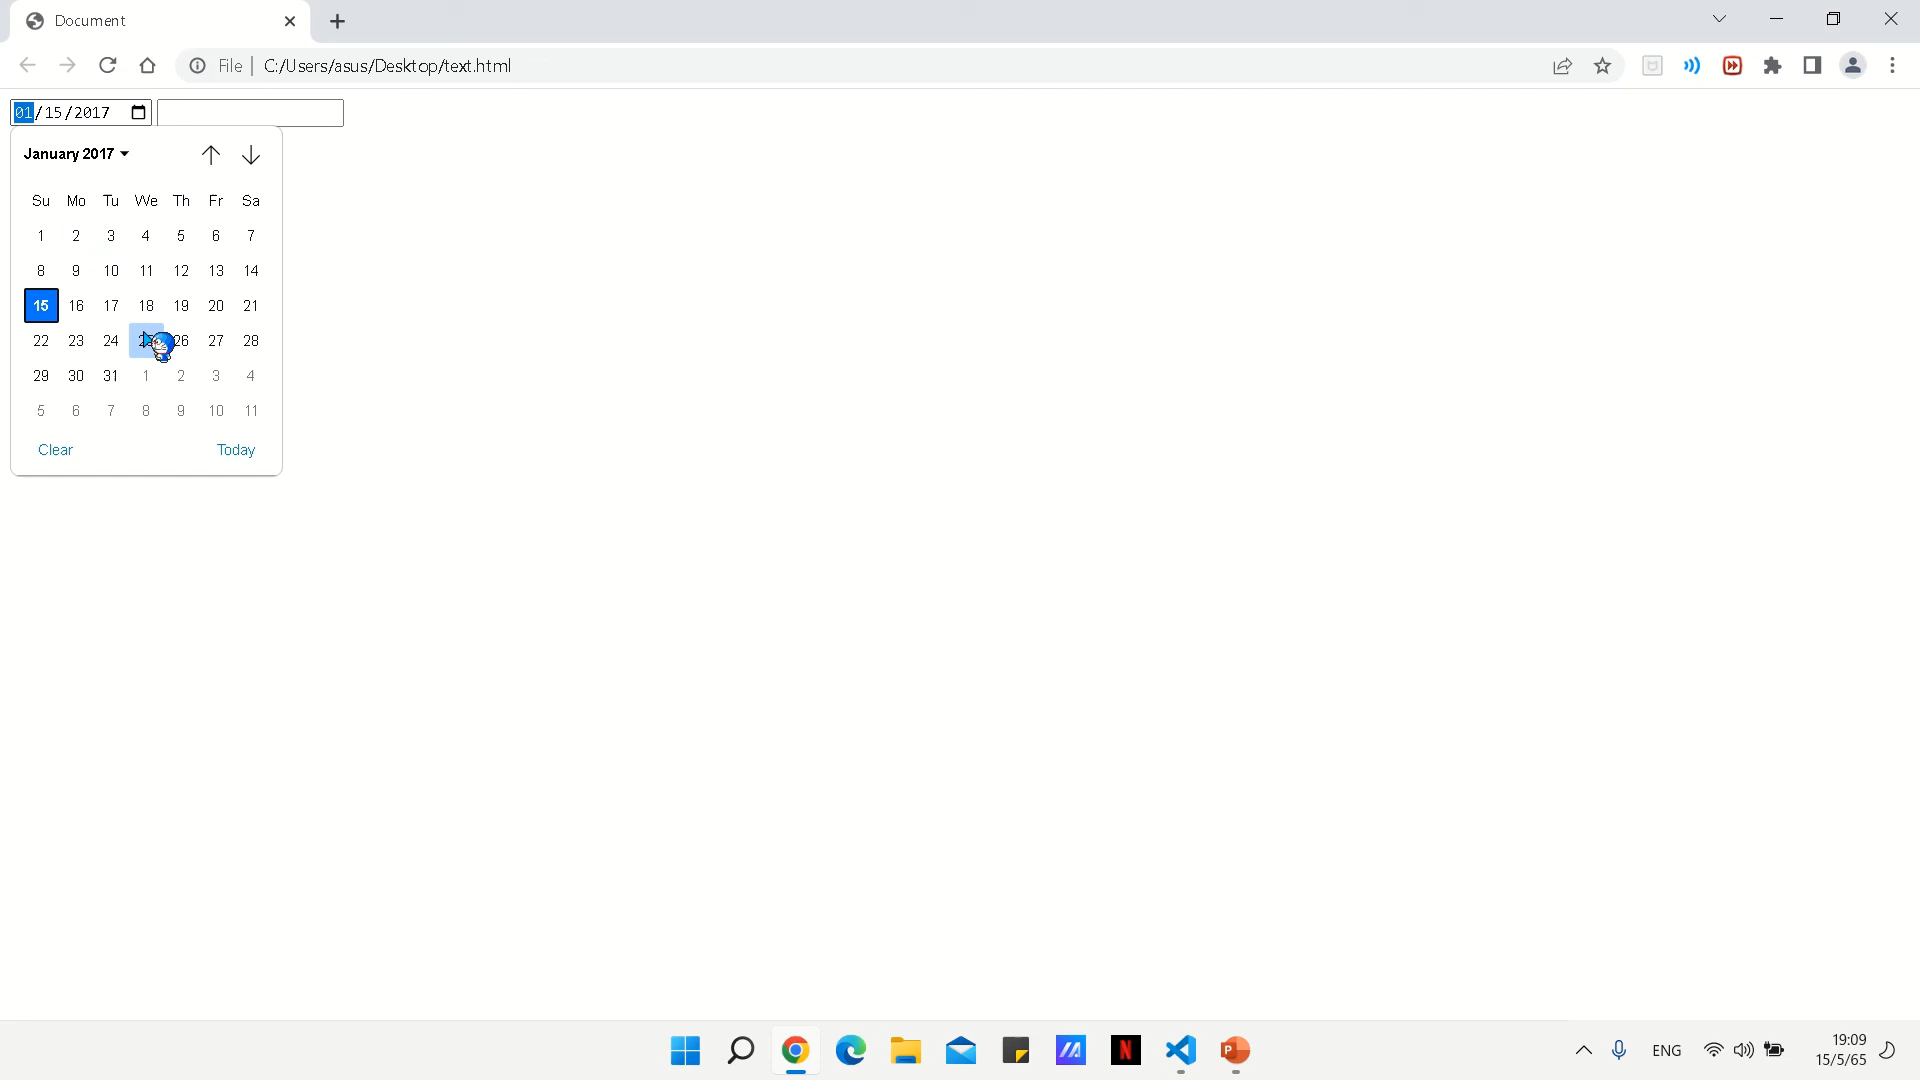 Document
File | C:/Users/asus/Desktop/text.html
01/15/2017
January 2017
Su Mo Tu We Th Fr Sa
1 2 3 4 5 6 7
8 9 10 11 12 13 14
15 16 17 18 19 20 21
22 23 24 25 26 27 28
29 30 31 1 2 3 4
5 6 7 8 9 10 11
Clear Today
ENG
19:09
15/5/65